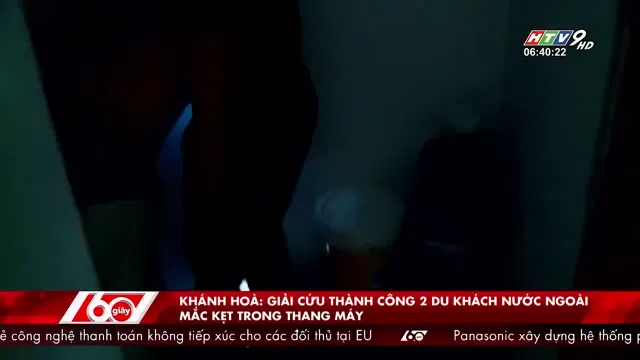 HTV9 HD
06:40:22
60 giây
KHÁNH HOÀ: GIẢI CỨU THÀNH CÔNG 2 DU KHÁCH NƯỚC NGOÀI
MẮC KẸT TRONG THANG MÁY
ẻ công nghệ thanh toán không tiếp xúc cho các đối thủ tại EU 60 giây Panasonic xây dựng hệ thống